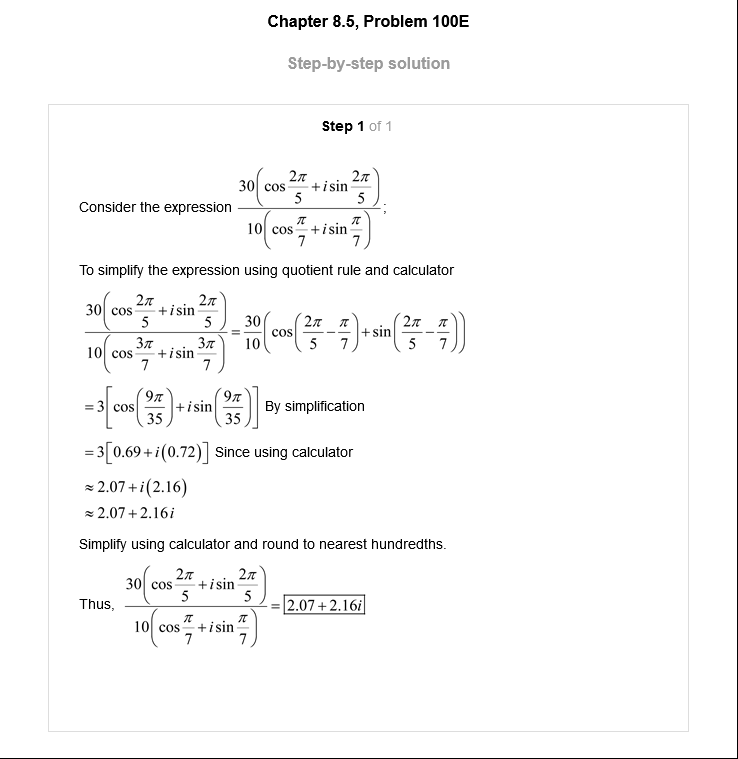 Chapter 8.5, Problem 100E
Step-by-step solution
Step 1 of 1
Consider the expression \frac{30\left(\cos\frac{2\pi}{5}+i\sin\frac{2\pi}{5}\right)}{10\left(\cos\frac{\pi}{7}+i\sin\frac{\pi}{7}\right)};
To simplify the expression using quotient rule and calculator
\frac{30\left(\cos\frac{2\pi}{5}+i\sin\frac{2\pi}{5}\right)}{10\left(\cos\frac{3\pi}{7}+i\sin\frac{3\pi}{7}\right)}=\frac{30}{10}\left(\cos\left(\frac{2\pi}{5}-\frac{\pi}{7}\right)+\sin\left(\frac{2\pi}{5}-\frac{\pi}{7}\right)\right)
=3\left[\cos\left(\frac{9\pi}{35}\right)+i\sin\left(\frac{9\pi}{35}\right)\right] By simplification
=3[0.69+i(0.72)] Since using calculator
≈2.07+i(2.16)
≈2.07+2.16i
Simplify using calculator and round to nearest hundredths.
Thus, \frac{30\left(\cos\frac{2\pi}{5}+i\sin\frac{2\pi}{5}\right)}{10\left(\cos\frac{\pi}{7}+i\sin\frac{\pi}{7}\right)}=\boxed{2.07+2.16i}